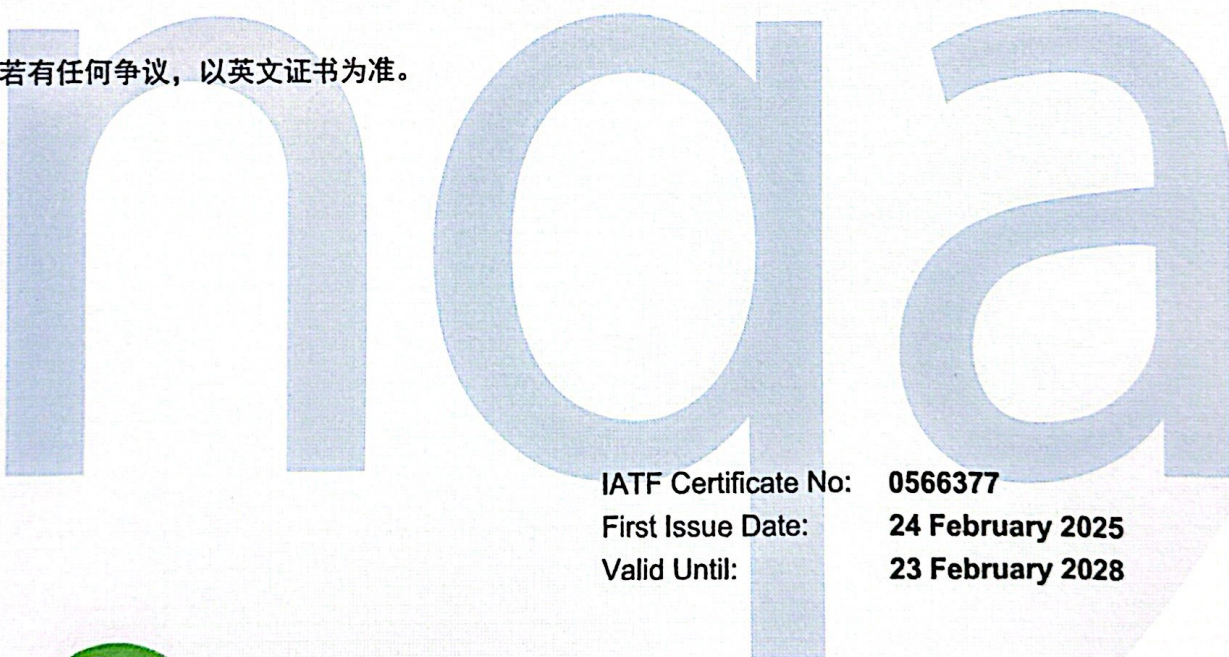 若有任何争议，以英文证书为准。
nqa
IATF Certificate No: 0566377
First Issue Date: 24 February 2025
Valid Until: 23 February 2028